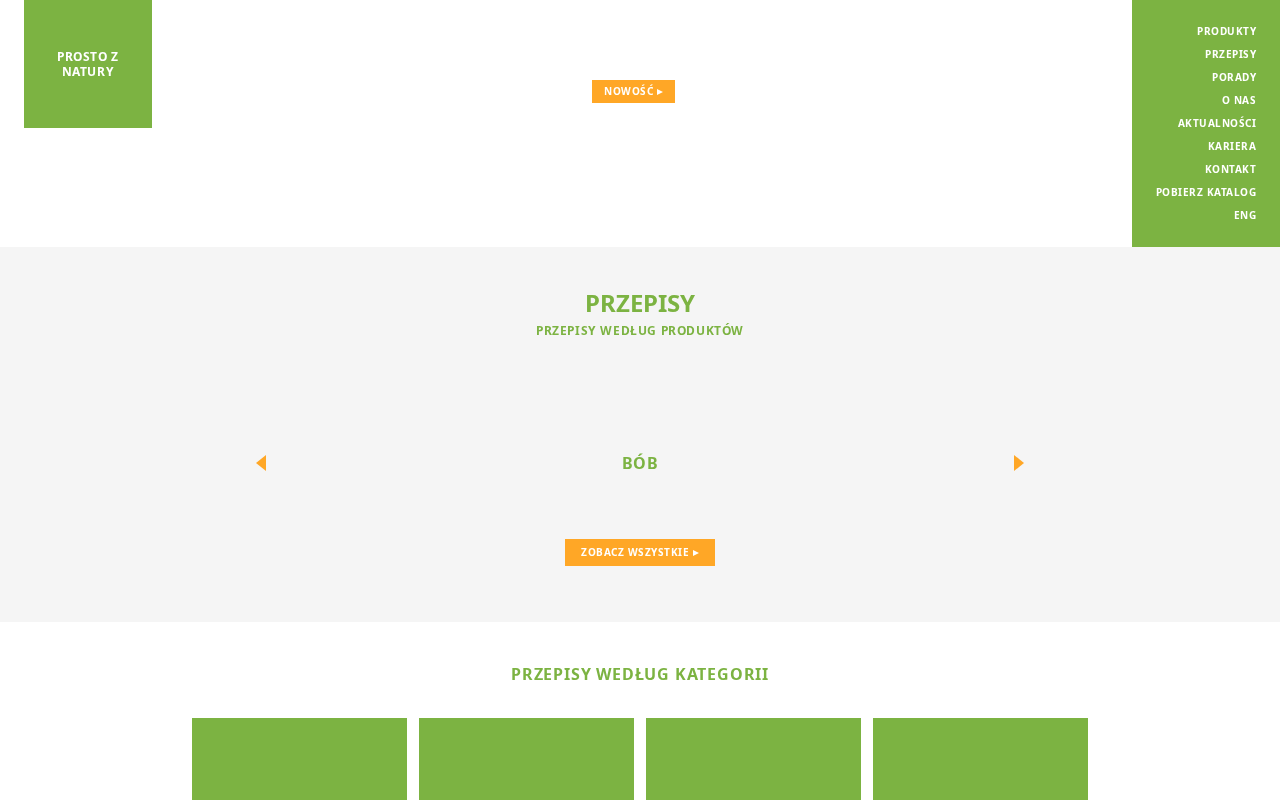 PROSTO Z
NATURY
NOWOŚĆ ▸
PRODUKTY
PRZEPISY
PORADY
O NAS
AKTUALNOŚCI
KARIERA
KONTAKT
POBIERZ KATALOG
ENG
PRZEPISY
PRZEPISY WEDŁUG PRODUKTÓW
BÓB
ZOBACZ WSZYSTKIE ▸
PRZEPISY WEDŁUG KATEGORII